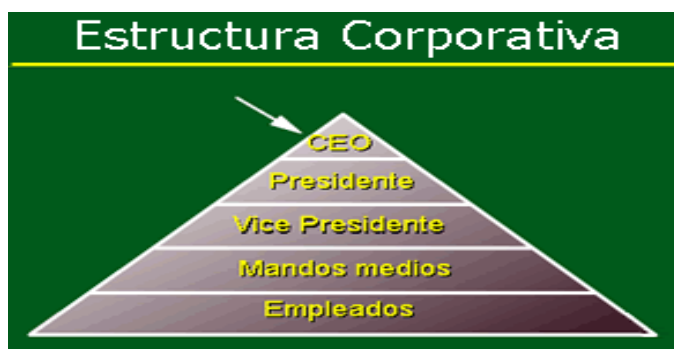 Estructura Corporativa
CEO
Presidente
Vice Presidente
Mandos medios
Empleados